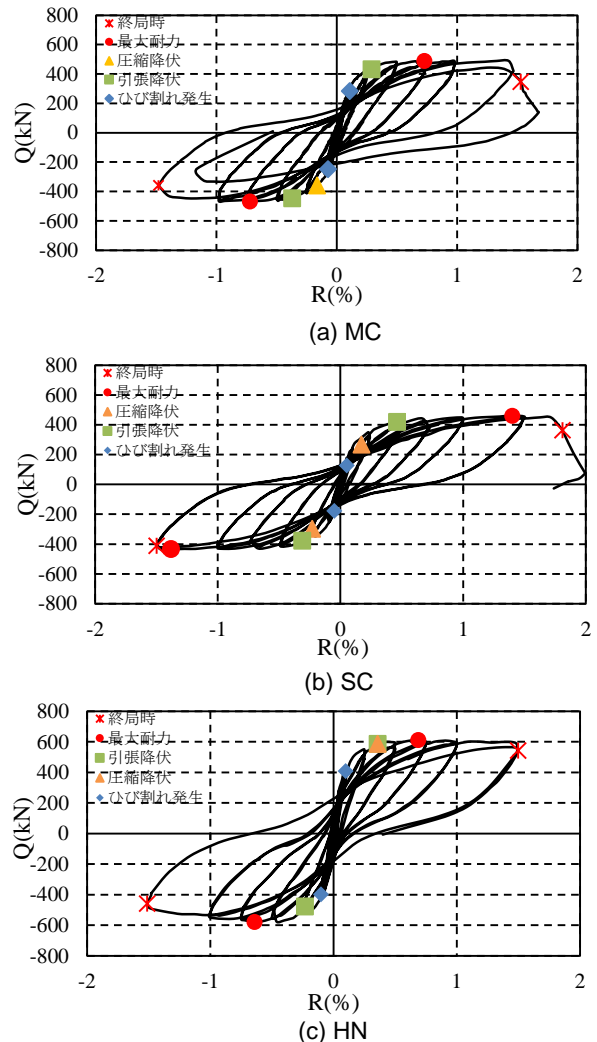 800
600
400
200
0
-200
-400
-600
-800
Q(kN)
終局時
最大耐力
圧縮降伏
引張降伏
ひび割れ発生
-2 -1 0 1 2
R(%)
(a) MC
800
600
400
200
0
-200
-400
-600
-800
Q(kN)
終局時
最大耐力
圧縮降伏
引張降伏
ひび割れ発生
-2 -1 0 1 2
R(%)
(b) SC
800
600
400
200
0
-200
-400
-600
-800
Q(kN)
終局時
最大耐力
引張降伏
圧縮降伏
ひび割れ発生
-2 -1 0 1 2
R(%)
(c) HN